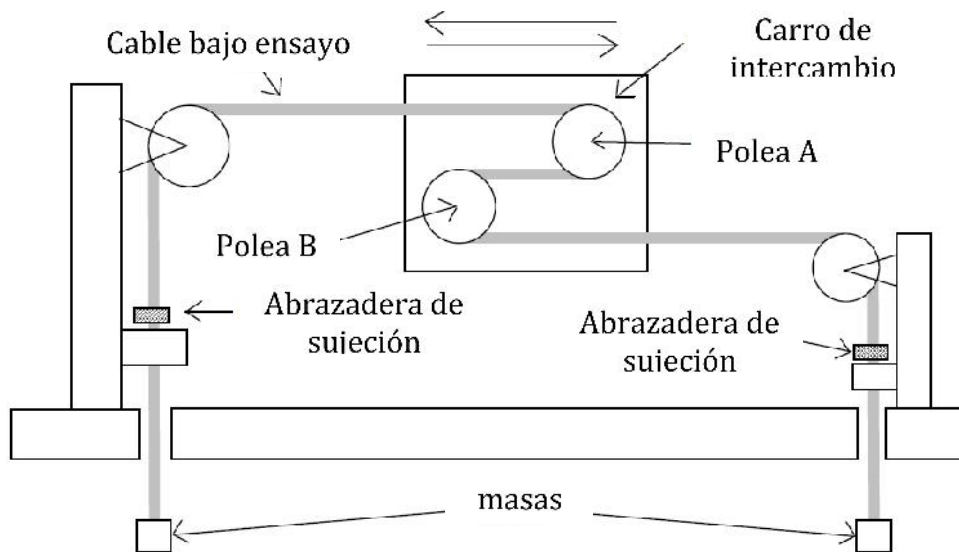 Cable bajo ensayo
Carro de
intercambio
Polea A
Polea B
Abrazadera de
sujeción
Abrazadera de
sujeción
masas